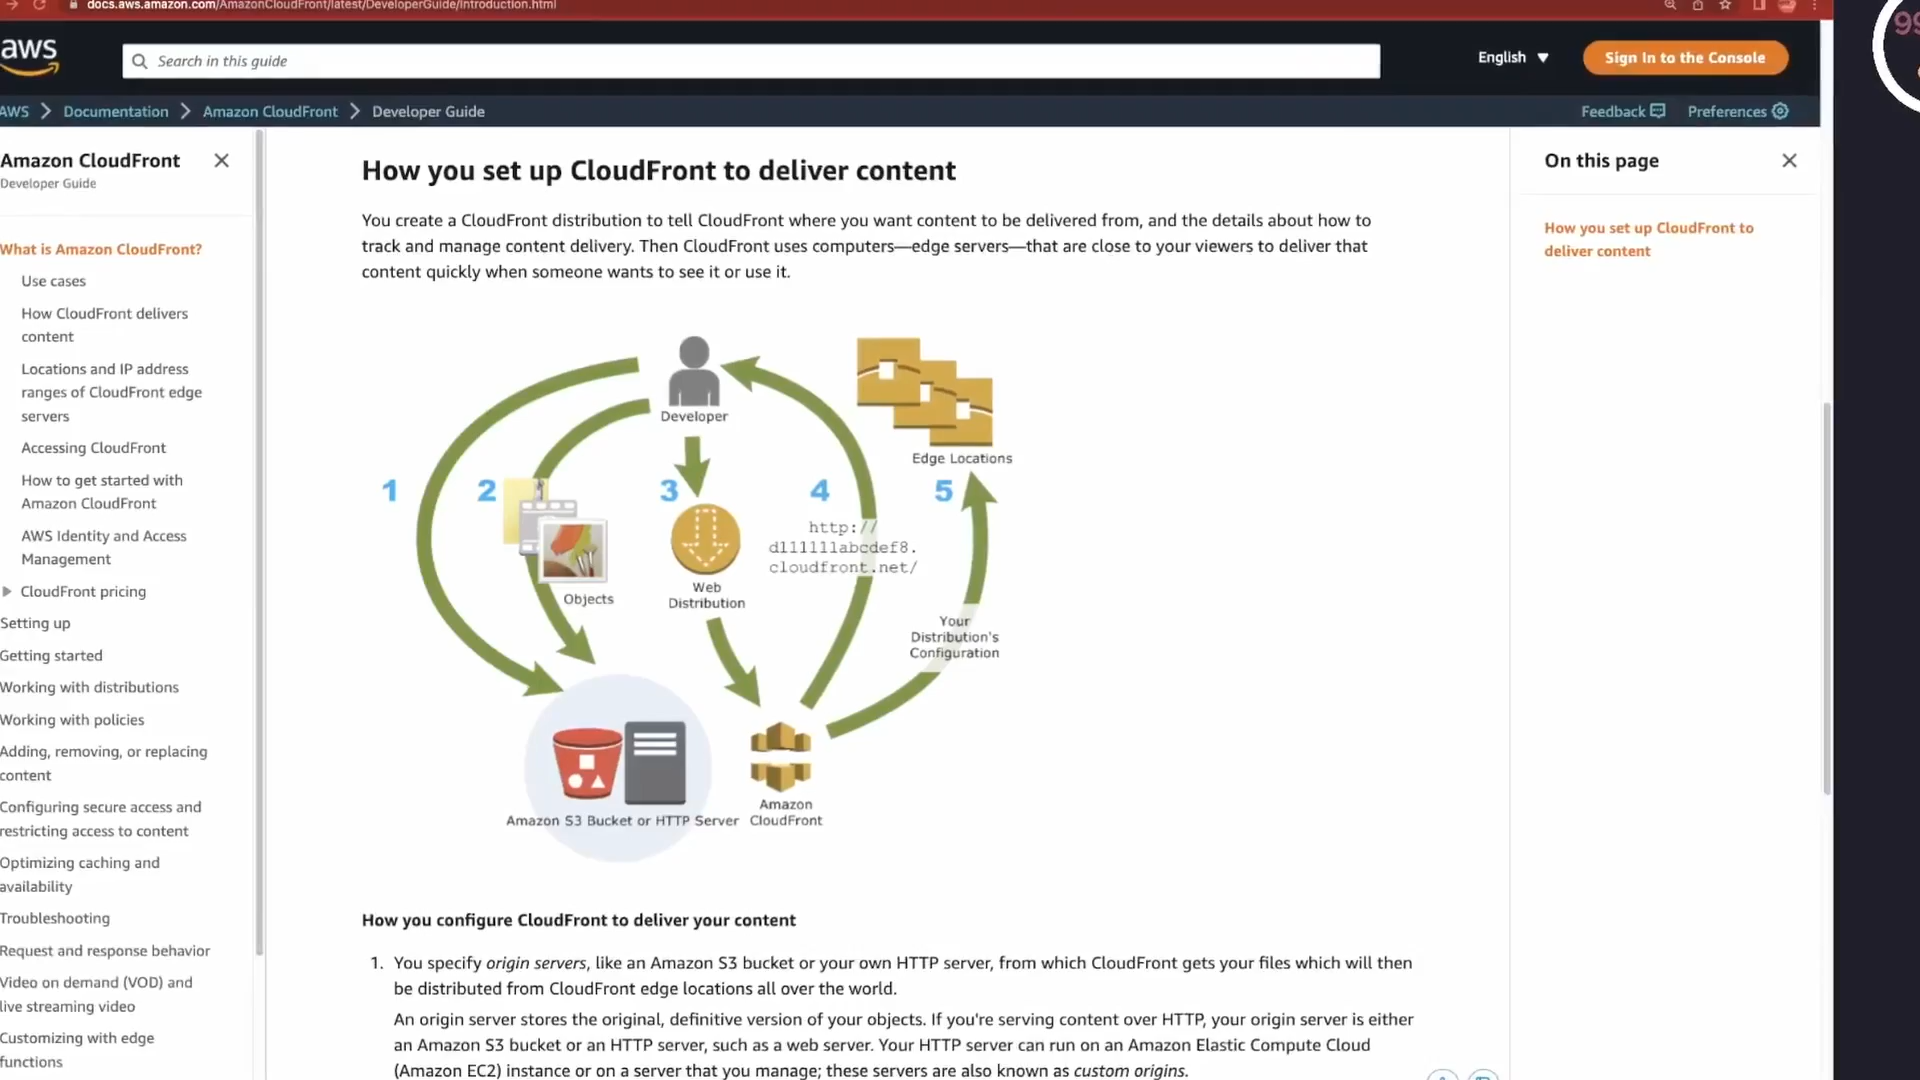 docs.aws.amazon.com/AmazonCloudFront/latest/DeveloperGuide/Introduction.html
aws
Search in this guide
English
Sign In to the Console
AWS
Documentation
Amazon CloudFront
Developer Guide
Feedback
Preferences
Amazon CloudFront
Developer Guide
What is Amazon CloudFront?
Use cases
How CloudFront delivers
content
Locations and IP address
ranges of CloudFront edge
servers
Accessing CloudFront
How to get started with
Amazon CloudFront
AWS Identity and Access
Management
CloudFront pricing
Setting up
Getting started
Working with distributions
Working with policies
Adding, removing, or replacing
content
Configuring secure access and
restricting access to content
Optimizing caching and
availability
Troubleshooting
Request and response behavior
Video on demand (VOD) and
live streaming video
Customizing with edge
functions
How you set up CloudFront to deliver content
You create a CloudFront distribution to tell CloudFront where you want content to be delivered from, and the details about how to
track and manage content delivery. Then CloudFront uses computers—edge servers—that are close to your viewers to deliver that
content quickly when someone wants to see it or use it.
Developer
Edge Locations
1
2
3
4
5
http://
d111111abcdef8.
cloudfront.net/
Objects
Web
Distribution
Your
Distribution's
Configuration
Amazon S3 Bucket or HTTP Server
Amazon
CloudFront
How you configure CloudFront to deliver your content
1. You specify origin servers, like an Amazon S3 bucket or your own HTTP server, from which CloudFront gets your files which will then
be distributed from CloudFront edge locations all over the world.
An origin server stores the original, definitive version of your objects. If you're serving content over HTTP, your origin server is either
an Amazon S3 bucket or an HTTP server, such as a web server. Your HTTP server can run on an Amazon Elastic Compute Cloud
(Amazon EC2) instance or on a server that you manage; these servers are also known as custom origins.
On this page
How you set up CloudFront to
deliver content